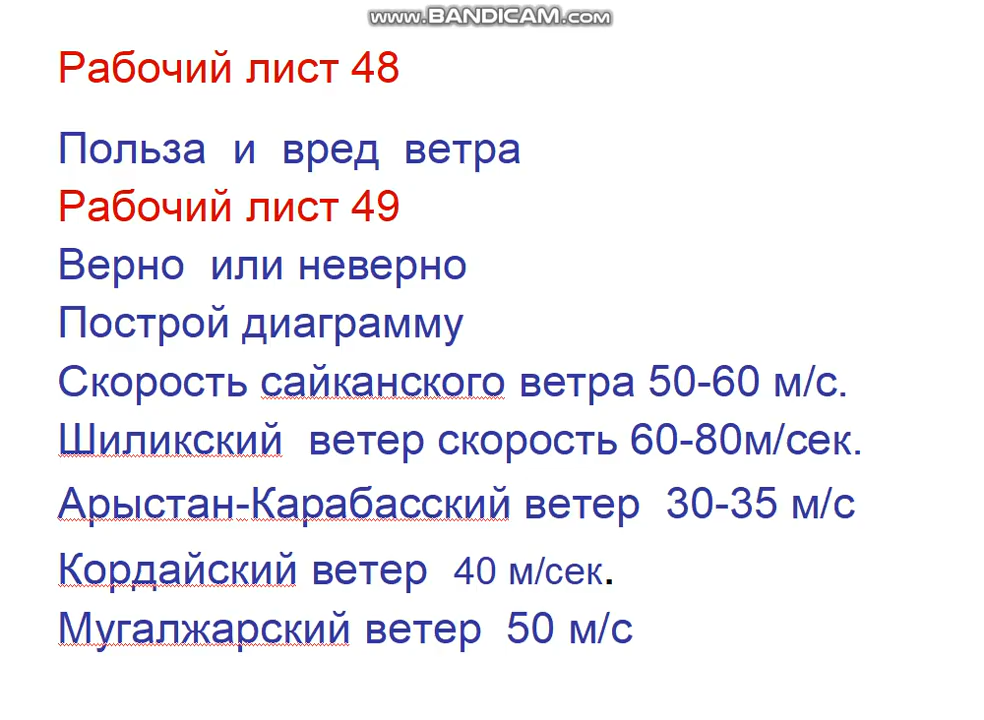 www.BANDICAM.com
Рабочий лист 48
Польза и вред ветра
Рабочий лист 49
Верно или неверно
Построй диаграмму
Скорость сайканского ветра 50-60 м/с.
Шиликский ветер скорость 60-80м/сек.
Арыстан-Карабасский ветер 30-35 м/с
Кордайский ветер 40 м/сек.
Мугалжарский ветер 50 м/с